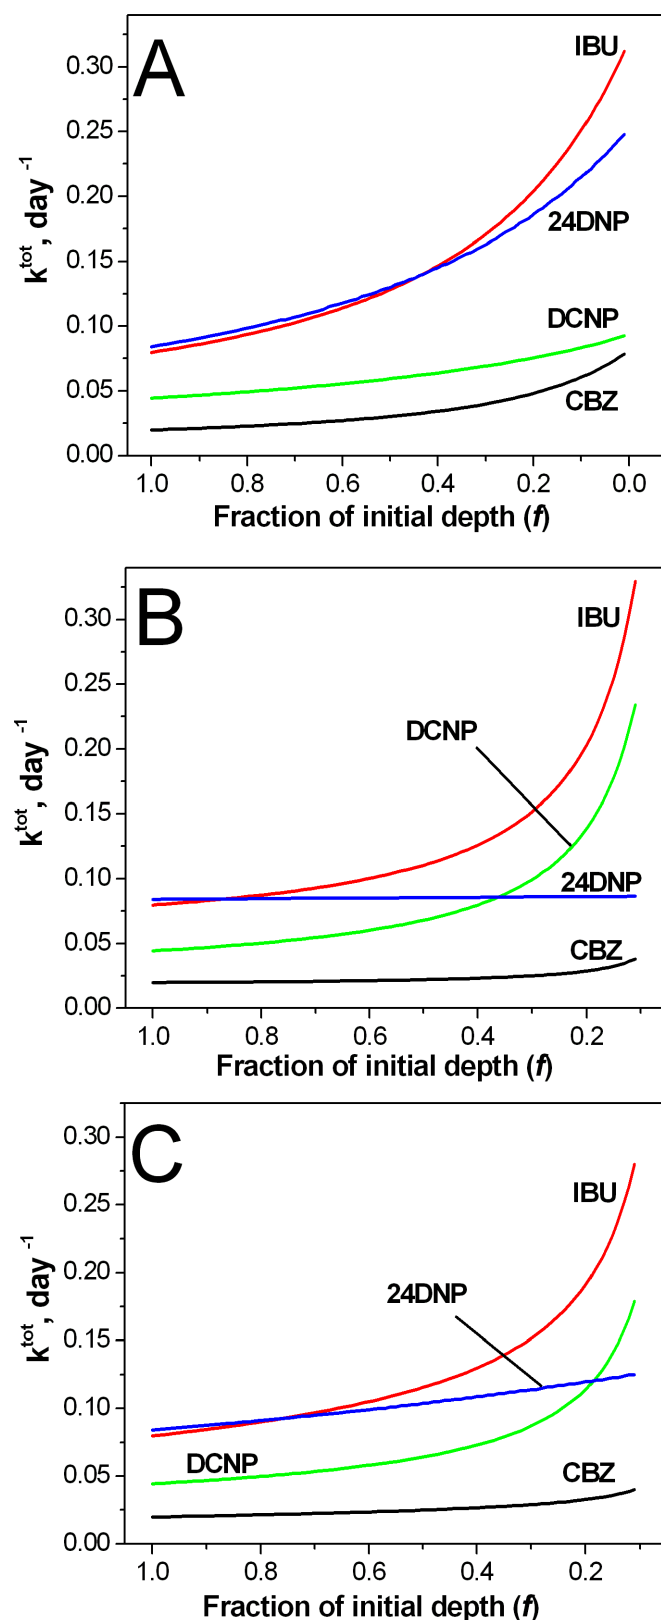 A
IBU
0.30
0.25
24DNP
0.20
0.15
DCNP
0.10
0.05
CBZ
0.00
k^tot, day^-1
1.0 0.8 0.6 0.4 0.2 0.0
Fraction of initial depth (f)
B
IBU
0.30
0.25
DCNP
0.20
0.15
24DNP
0.10
0.05
CBZ
0.00
k^tot, day^-1
1.0 0.8 0.6 0.4 0.2
Fraction of initial depth (f)
C
0.30
IBU
0.25
24DNP
0.20
0.15
0.10
DCNP
CBZ
0.05
0.00
k^tot, day^-1
1.0 0.8 0.6 0.4 0.2
Fraction of initial depth (f)